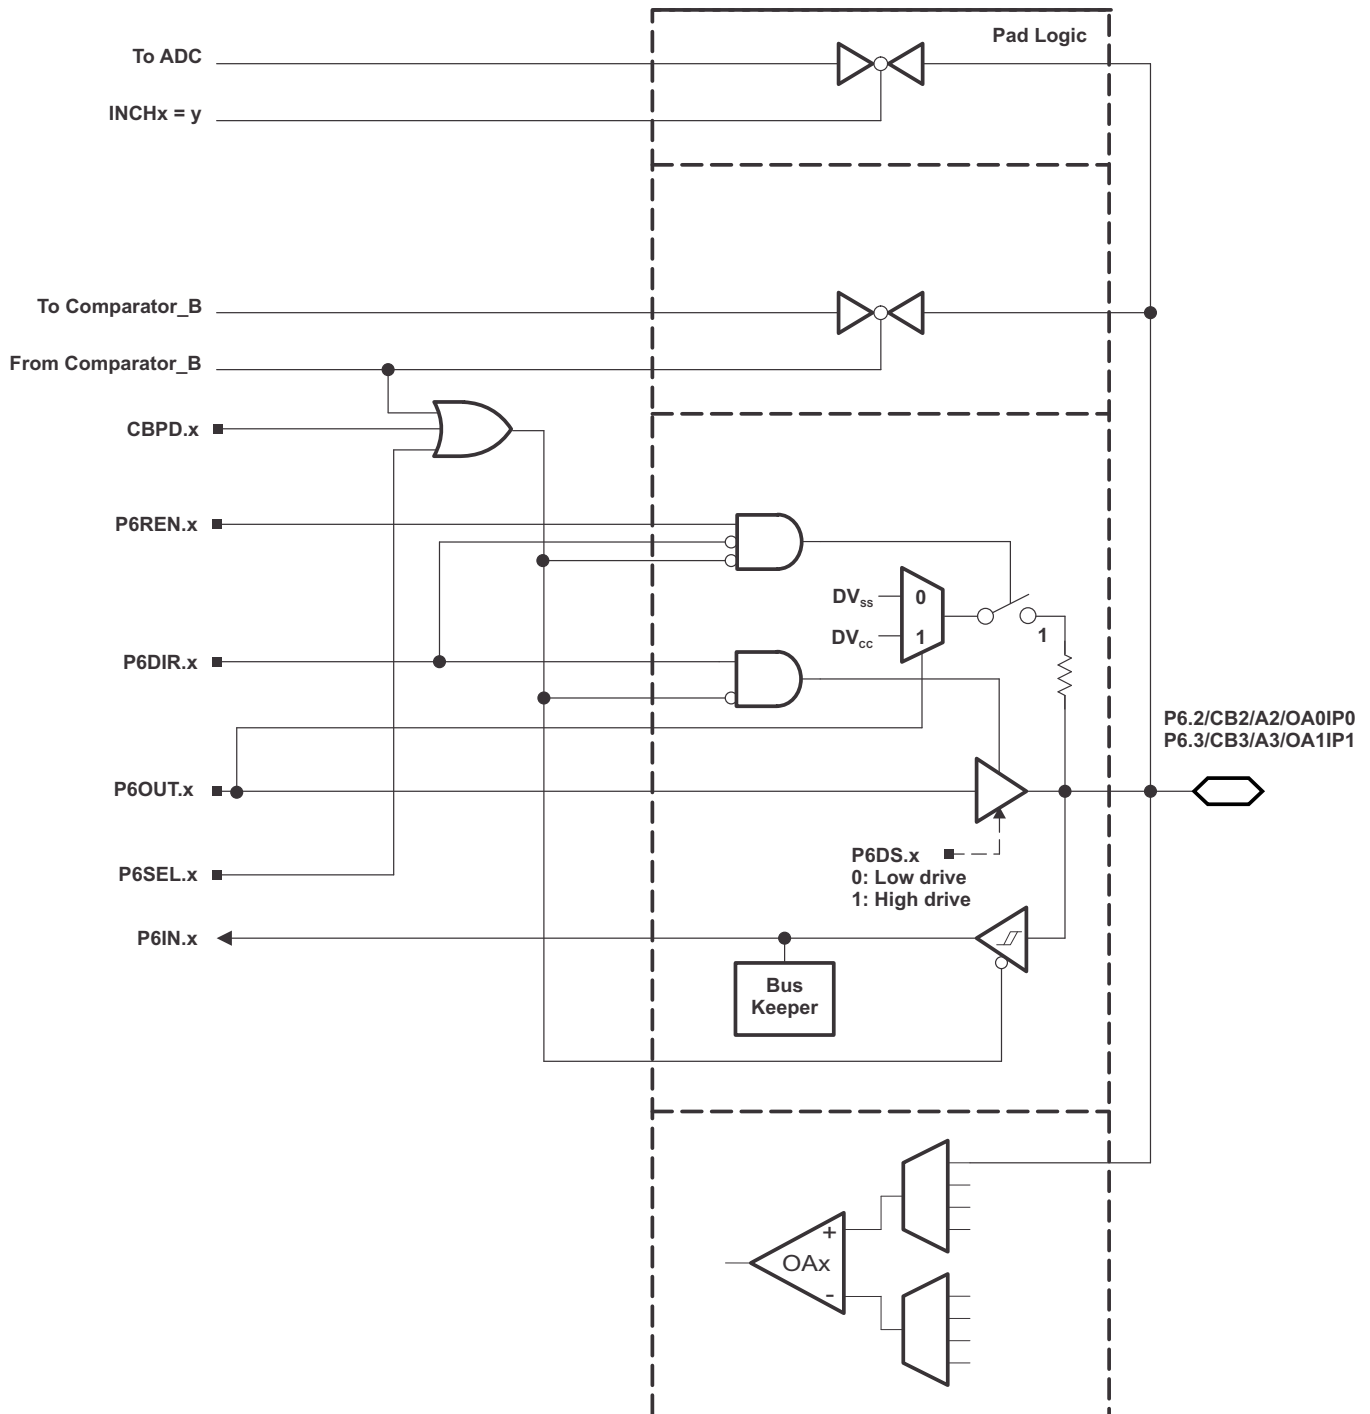 Pad Logic
To ADC
INCHx = y
To Comparator_B
From Comparator_B
CBPD.x
P6REN.x
DVss
0
DVcc
1
1
P6DIR.x
P6.2/CB2/A2/OA0IP0
P6.3/CB3/A3/OA1IP1
P6OUT.x
P6DS.x
0: Low drive
1: High drive
P6SEL.x
P6IN.x
Bus
Keeper
+
OAx
-